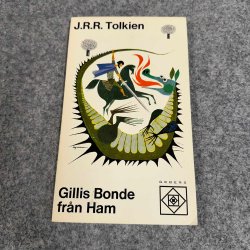 J.R.R. Tolkien
Gillis Bonde
från Ham
GEBERS